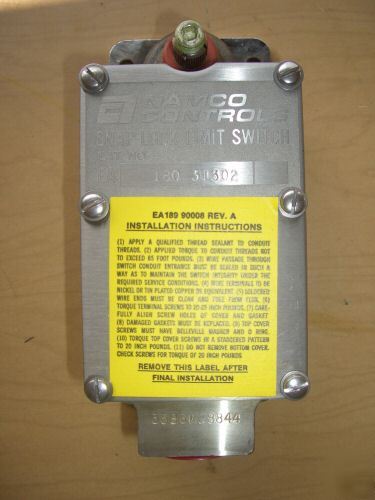 NAMCO
CONTROLS
SNAP LOCK LIMIT SWITCH
CAT. NO.
EA 180 31302
EA189 90008 REV. A
INSTALLATION INSTRUCTIONS
(1) APPLY A QUALIFIED THREAD SEALANT TO CONDUIT
THREADS. (2) APPLIED TORQUE TO CONDUIT THREADS NOT
TO EXCEED 65 FOOT POUNDS. (3) WIRE PASSAGE THROUGH
SWITCH CONDUIT ENTRANCE MUST BE SEALED IN SUCH A
WAY AS TO MAINTAIN THE SWITCH INTEGRITY UNDER THE
REQUIRED SERVICE CONDITIONS. (4) WIRE TERMINALS TO BE
NICKEL OR TIN PLATED COPPER OR EQUIVALENT. (5) SOLDERED
WIRE ENDS MUST BE CLEAN AND FREE FROM FLUX. (6)
TORQUE TERMINAL SCREWS TO INCH POUNDS. (7) CARE-
FULLY ALIGN SCREW HOLES OF COVER AND GASKET
(8) DAMAGED GASKETS MUST BE REPLACED. (9) TOP COVER
SCREWS MUST HAVE BELLEVILLE WASHER AND O RING.
(10) TORQUE TOP COVER SCREWS IN A STAGGERED PATTERN
TO 20 INCH POUNDS. (11) DO NOT REMOVE BOTTOM COVER.
CHECK SCREWS FOR TORQUE OF 20 INCH POUNDS.
REMOVE THIS LABEL AFTER
FINAL INSTALLATION